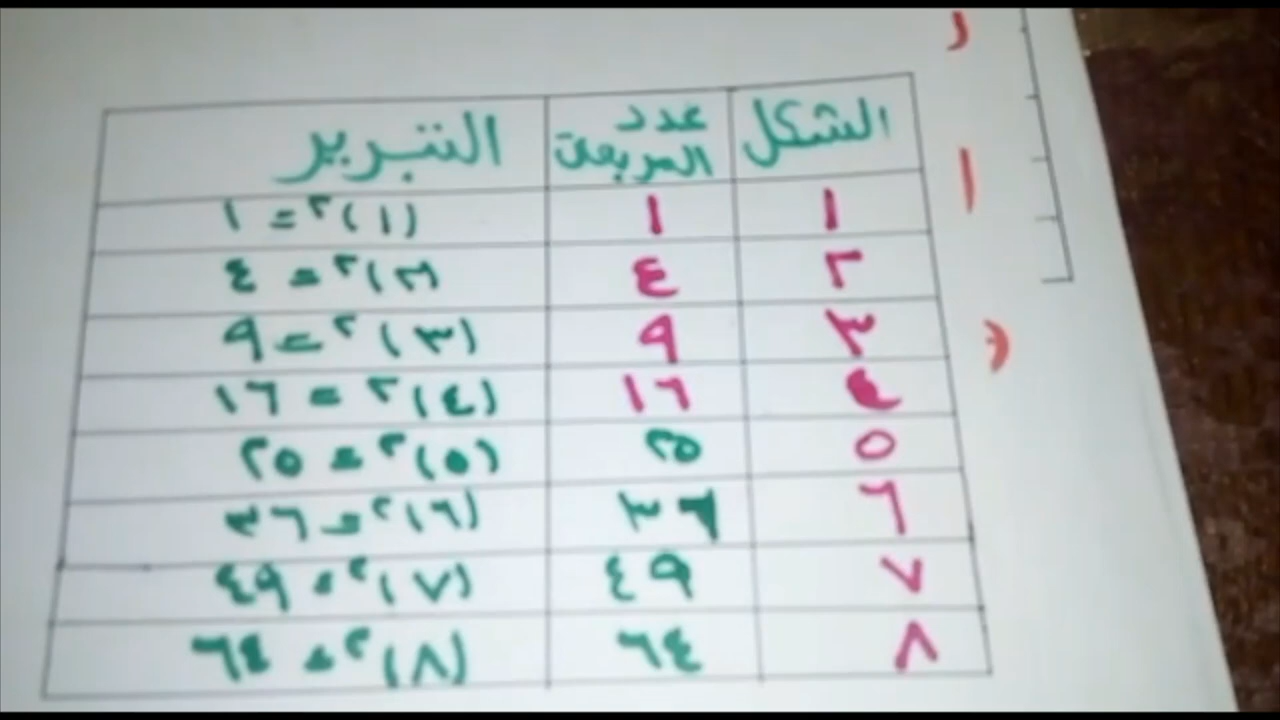 الشكل عدد المربعات التبرير
١ ١ (١)٢ = ١
٢ ٤ (٢)٢ = ٤
٣ ٩ (٣)٢ = ٩
٤ ١٦ (٤)٢ = ١٦
٥ ٢٥ (٥)٢ = ٢٥
٦ ٣٦ (٦)٢ = ٣٦
٧ ٤٩ (٧)٢ = ٤٩
٨ ٦٤ (٨)٢ = ٦٤